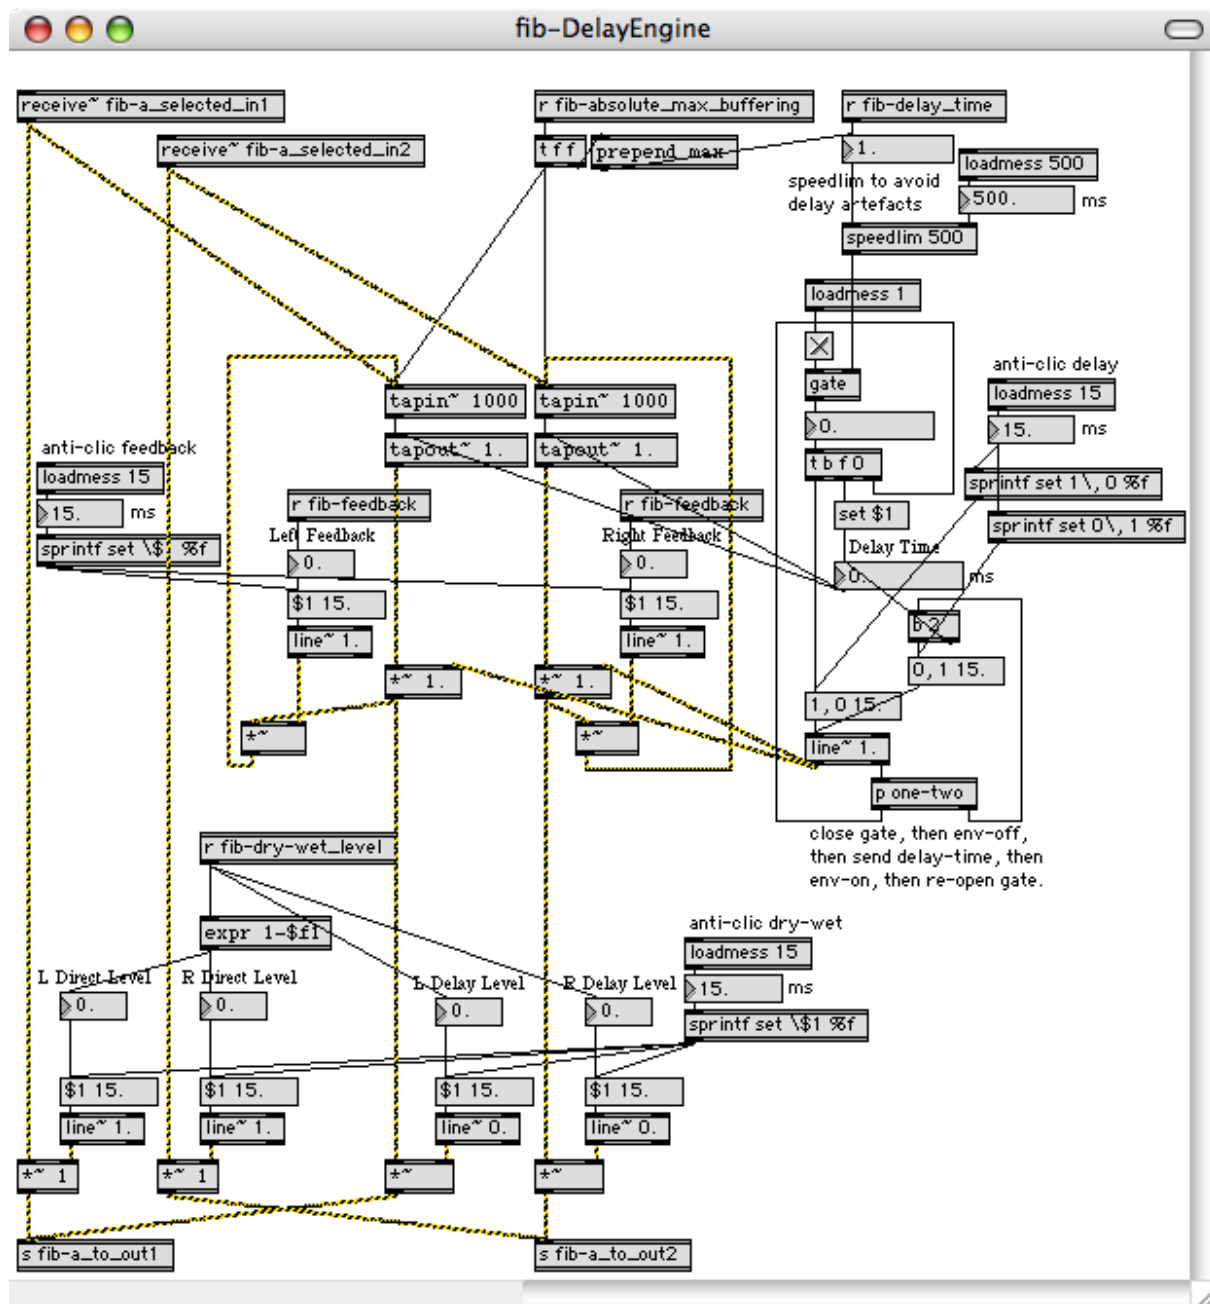 fib-DelayEngine
receive~ fib-a_selected_in1
r fib-absolute_max_buffering
r fib-delay_time
receive~ fib-a_selected_in2
t f f
prepend max
1.
loadmess 500
speedlim to avoid
delay artefacts
500.
ms
speedlim 500
loadmess 1
gate
anti-clic delay
loadmess 15
tapin~ 1000
tapin~ 1000
0.
15.
ms
tapout~ 1.
tapout~ 1.
anti-clic feedback
loadmess 15
t b f 0
sprintf set 1\, 0 %f
r fib-feedback
r fib-feedback
15.
ms
set $1
sprintf set 0\, 1 %f
Left Feedback
Right Feedback
sprintf set \$1 %f
Delay Time
0.
0.
0.
ms
$1 15.
$1 15.
b 2
line~ 1.
line~ 1.
0, 1 15.
*~ 1.
*~ 1.
1, 0 15.
*~
*~
line~ 1.
p one-two
close gate, then env-off,
then send delay-time, then
env-on, then re-open gate.
r fib-dry-wet_level
expr 1-$f1
anti-clic dry-wet
loadmess 15
L Direct Level
R Direct Level
L Delay Level
R Delay Level
15.
ms
0.
0.
0.
0.
sprintf set \$1 %f
$1 15.
$1 15.
$1 15.
$1 15.
line~ 1.
line~ 1.
line~ 0.
line~ 0.
*~ 1
*~ 1
*~
*~
s fib-a_to_out1
s fib-a_to_out2